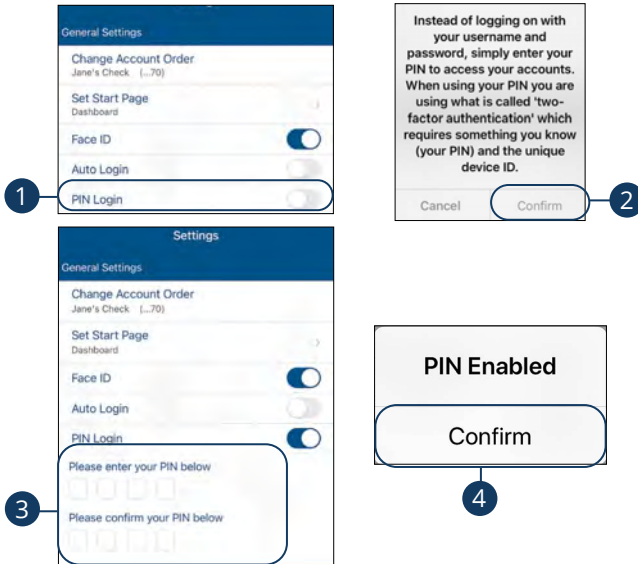 General Settings
Change Account Order
Jane's Check (...70)
Set Start Page
Dashboard
Face ID
Auto Login
PIN Login
1
Instead of logging on with
your username and
password, simply enter your
PIN to access your accounts.
When using your PIN you are
using what is called 'two-
factor authentication' which
requires something you know
(your PIN) and the unique
device ID.
Cancel
Confirm
2
Settings
General Settings
Change Account Order
Jane's Check (...70)
Set Start Page
Dashboard
Face ID
Auto Login
PIN Login
Please enter your PIN below
Please confirm your PIN below
3
PIN Enabled
Confirm
4